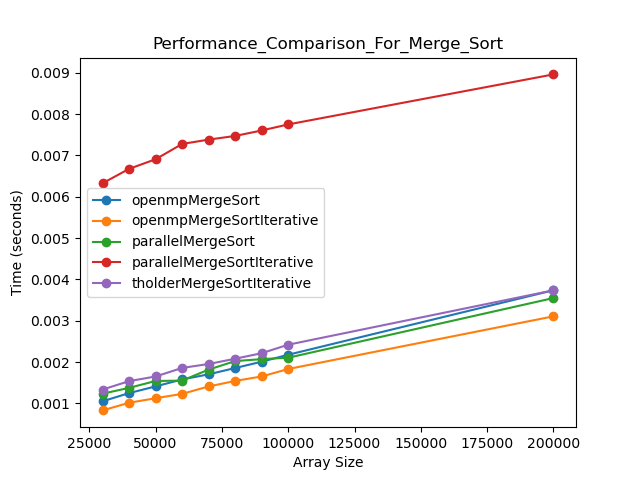 Performance_Comparison_For_Merge_Sort
0.009
0.008
0.007
0.006
0.005
0.004
0.003
0.002
0.001
Time (seconds)
openmpMergeSort
openmpMergeSortIterative
parallelMergeSort
parallelMergeSortIterative
tholderMergeSortIterative
25000 50000 75000 100000 125000 150000 175000 200000
Array Size